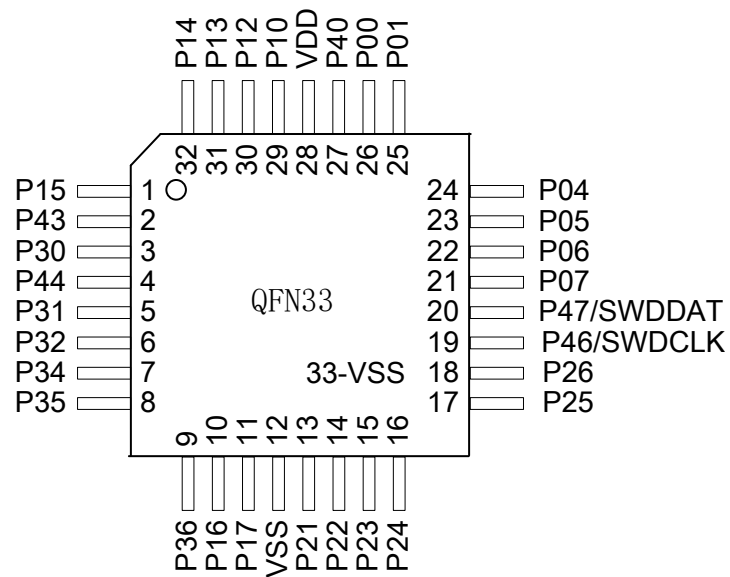 P14 P13 P12 P10 VDD P40 P00 P01
32 31 30 29 28 27 26 25
P15 1 24 P04
P43 2 23 P05
P30 3 22 P06
P44 4 21 P07
P31 5 QFN33 20 P47/SWDDAT
P32 6 19 P46/SWDCLK
P34 7 33-VSS 18 P26
P35 8 17 P25
9 10 11 12 13 14 15 16
P36 P16 P17 VSS P21 P22 P23 P24